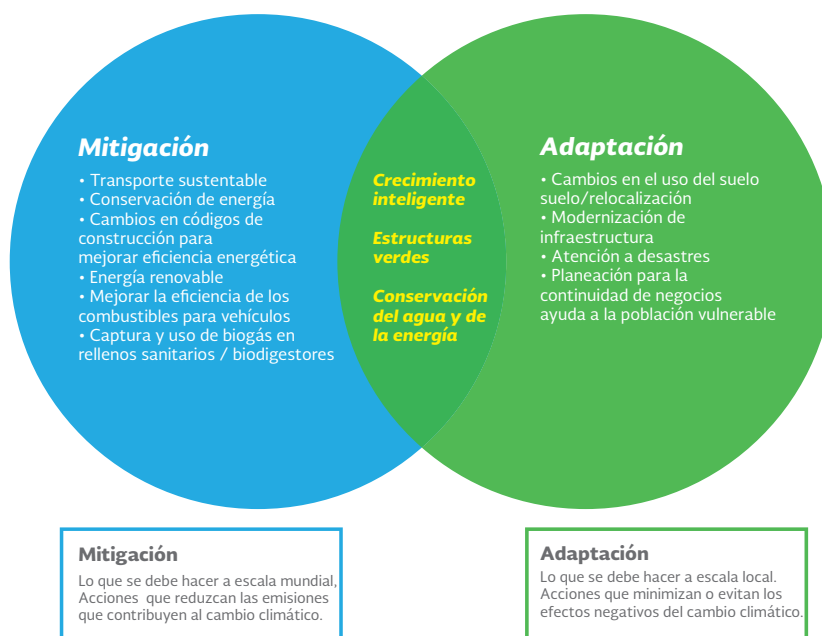 Mitigación
• Transporte sustentable
• Conservación de energía
• Cambios en códigos de
construcción para
mejorar eficiencia energética
• Energía renovable
• Mejorar la eficiencia de los
combustibles para vehículos
• Captura y uso de biogás en
rellenos sanitarios / biodigestores
Crecimiento
inteligente
Estructuras
verdes
Conservación
del agua y de
la energía
Adaptación
• Cambios en el uso del suelo
suelo/relocalización
• Modernización de
infraestructura
• Atención a desastres
• Planeación para la
continuidad de negocios
ayuda a la población vulnerable
Mitigación
Lo que se debe hacer a escala mundial,
Acciones que reduzcan las emisiones
que contribuyen al cambio climático.
Adaptación
Lo que se debe hacer a escala local.
Acciones que minimizan o evitan los
efectos negativos del cambio climático.